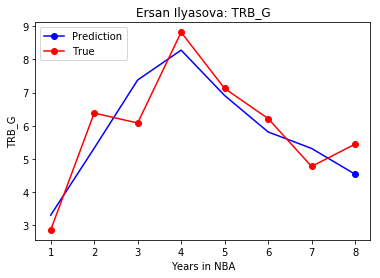 Ersan Ilyasova: TRB_G
Prediction
True
9
8
7
6
5
4
3
TRB_G
1 2 3 4 5 6 7 8
Years in NBA